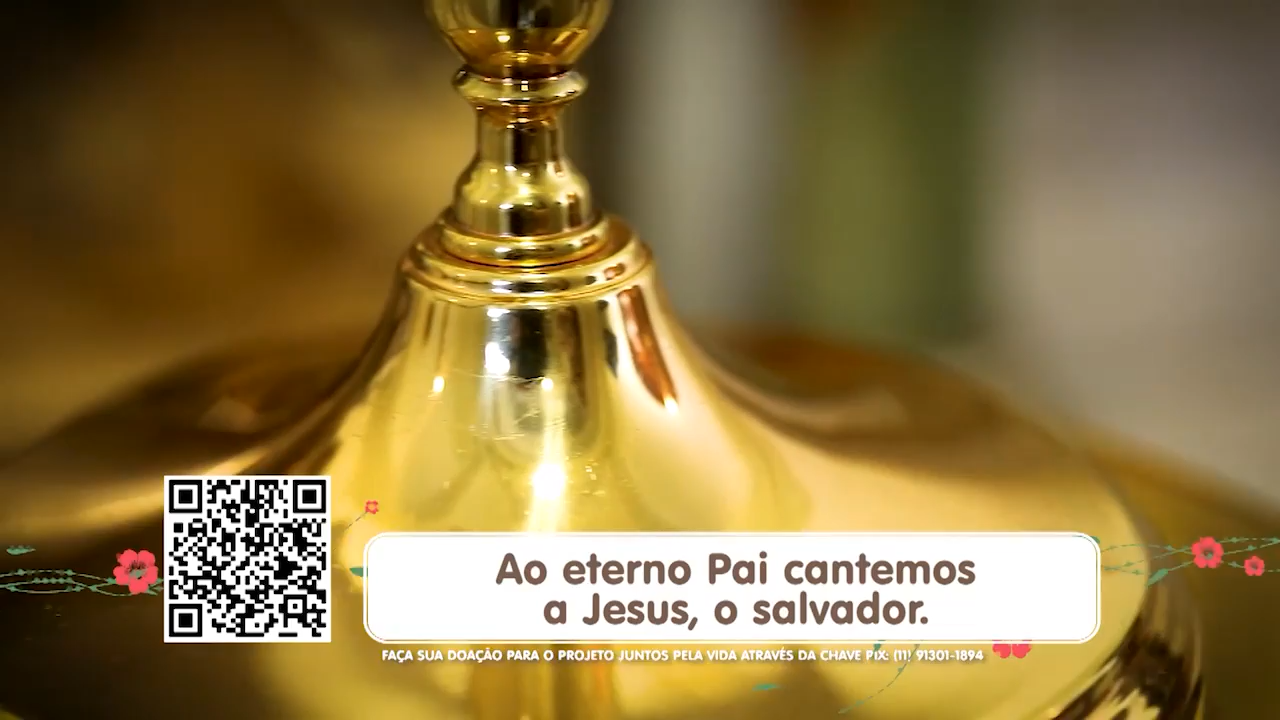 Ao eterno Pai cantemos
a Jesus, o salvador.
FAÇA SUA DOAÇÃO PARA O PROJETO JUNTOS PELA VIDA ATRAVÉS DA CHAVE PIX: (11) 91301-1894